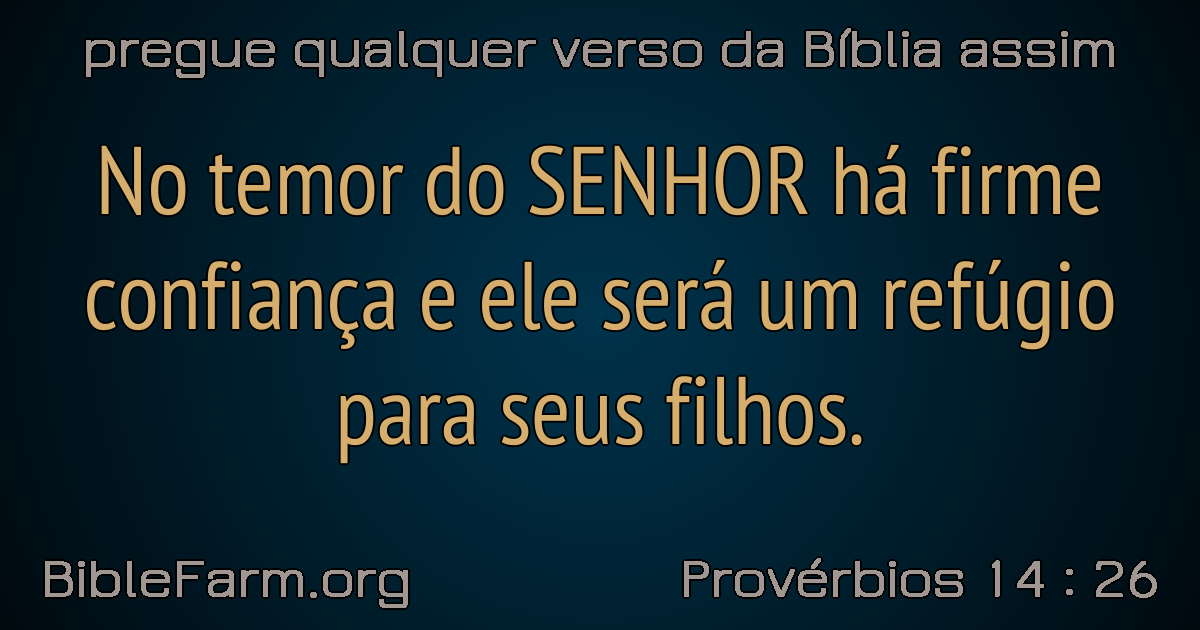 pregue qualquer verso da Bíblia assim
No temor do SENHOR há firme
confiança e ele será um refúgio
para seus filhos.
BibleFarm.org
Provérbios 14 : 26